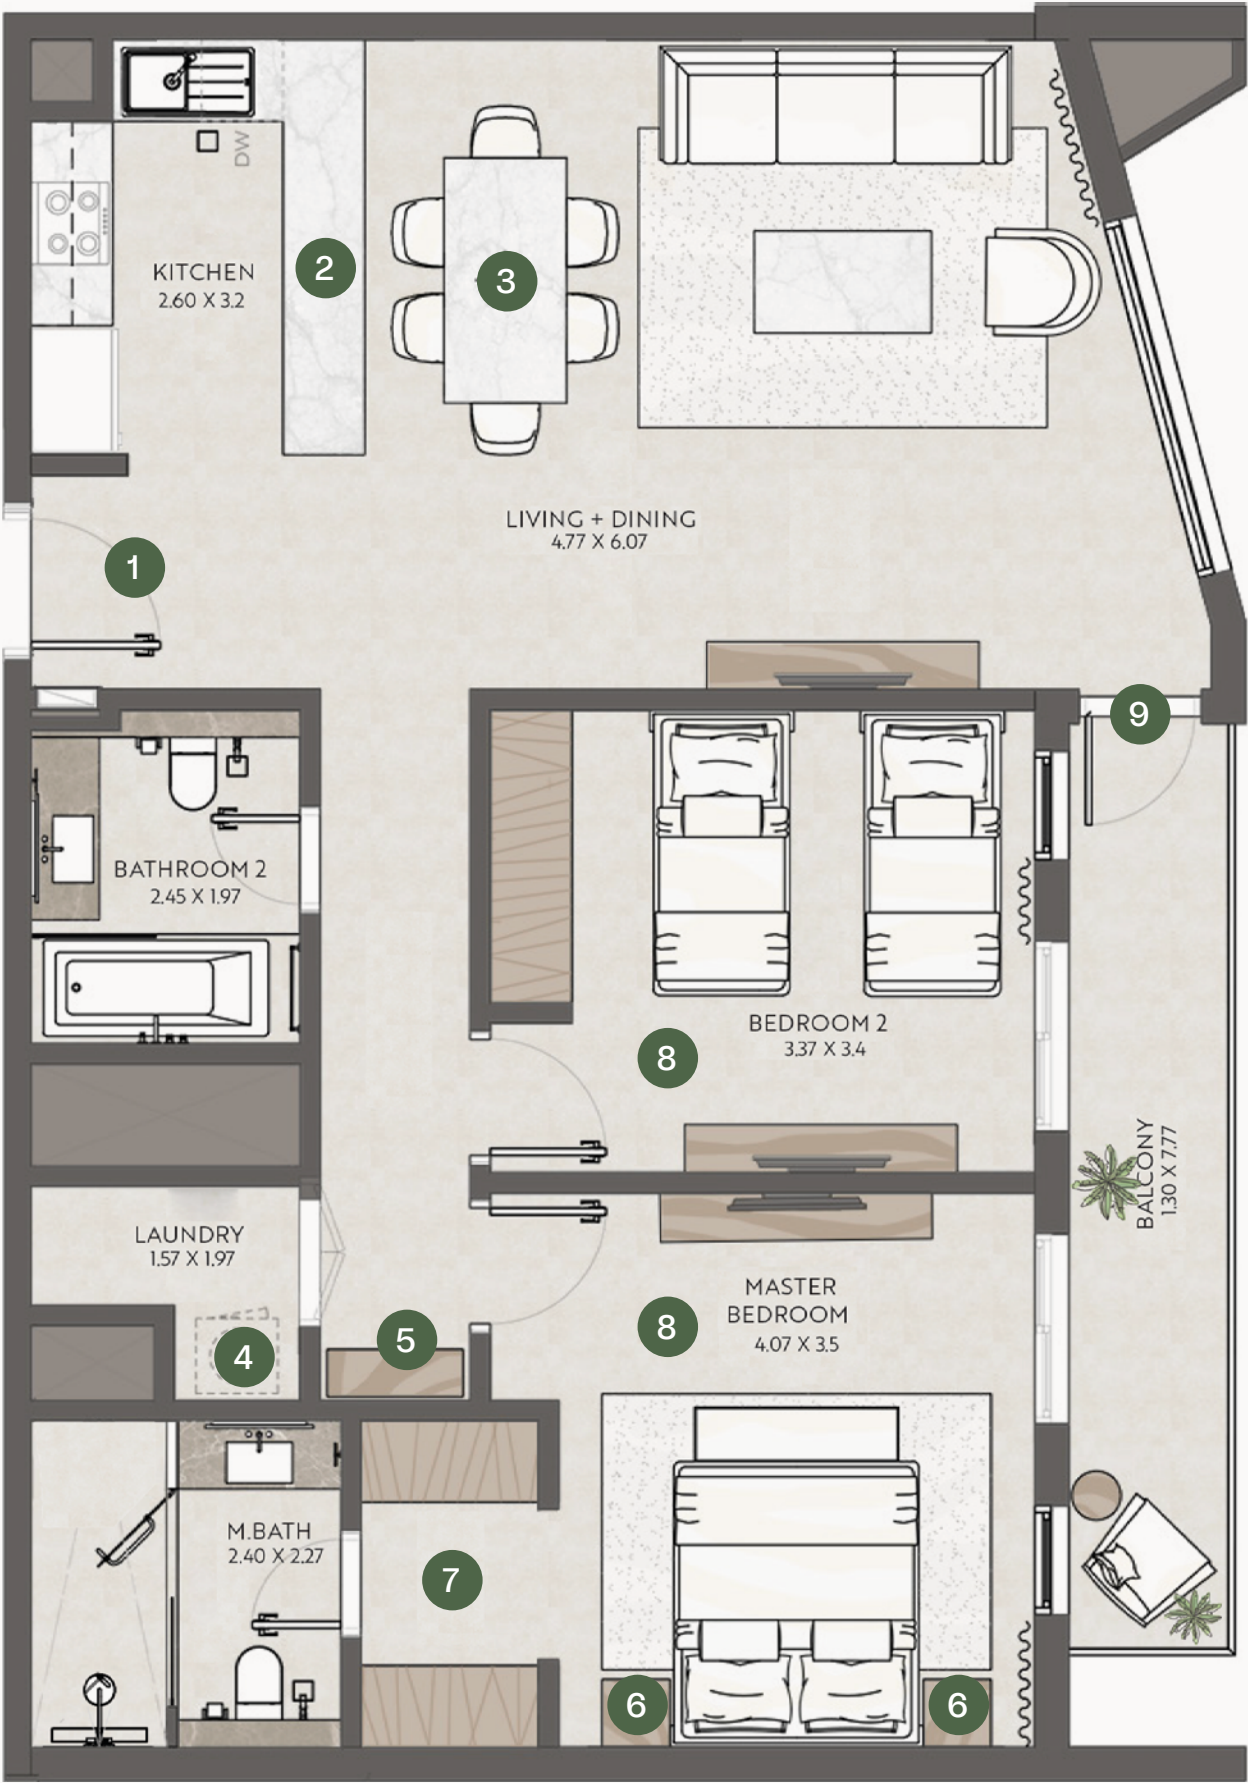 DW
KITCHEN
2.60 X 3.2
2
3
LIVING + DINING
4.77 X 6.07
1
9
BATHROOM 2
2.45 X 1.97
BEDROOM 2
3.37 X 3.4
8
BALCONY
1.30 X 7.77
LAUNDRY
1.57 X 1.97
MASTER
BEDROOM
4.07 X 3.5
8
5
4
M.BATH
2.40 X 2.27
7
6
6